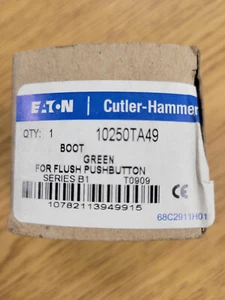 EATON Cutler-Hammer
QTY: 1 10250TA49
BOOT
GREEN
FOR FLUSH PUSHBUTTON
SERIES B1 T0909
10782113949915
CE
68C2911H01